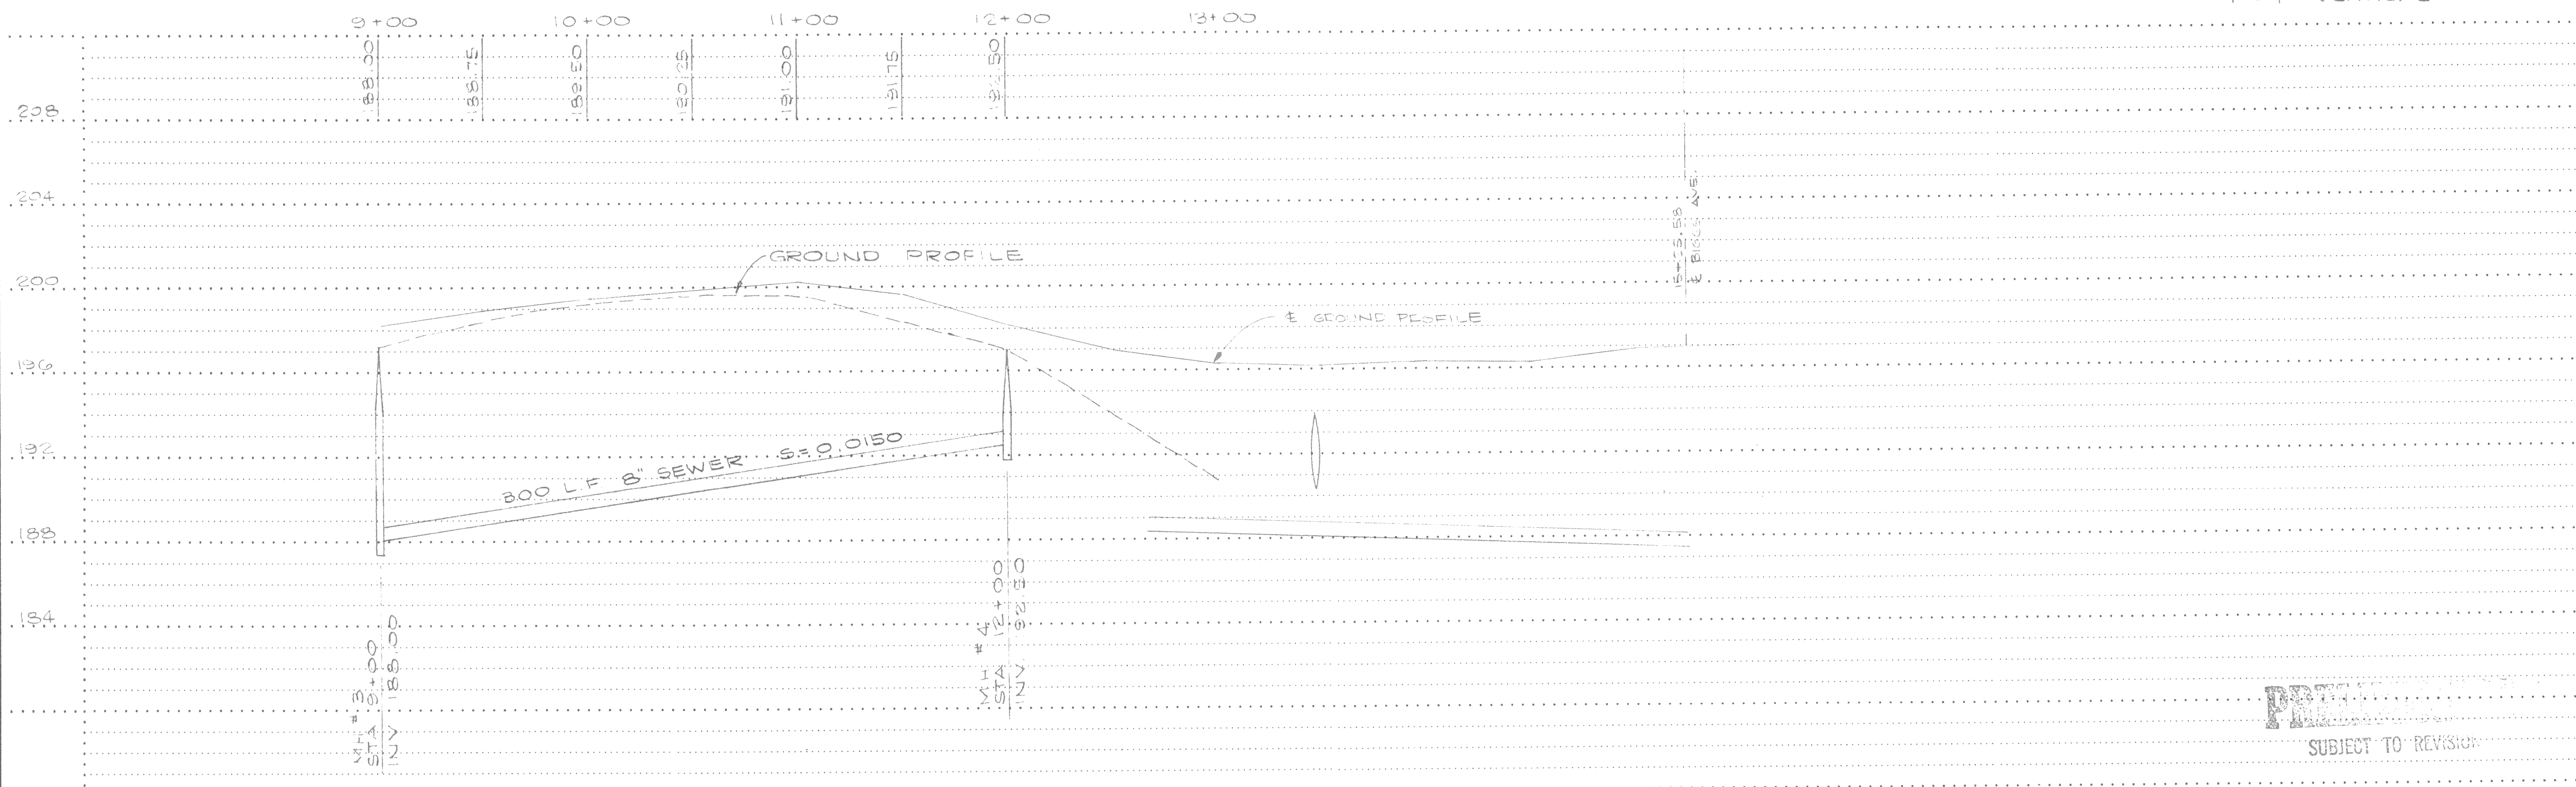 9+00 10+00 11+00 12+00 13+00
188.00
188.75
189.50
190.25
191.00
191.75
192.50
208
204
200
196
192
188
184
GROUND PROFILE
℄ GROUND PROFILE
℄ BIGGS AVE.
300 L.F 8" SEWER S=0.0150
MH #3
STA 9+00
INV 188.00
MH #4
STA 12+00
INV. 192.50
SUBJECT TO REVISION